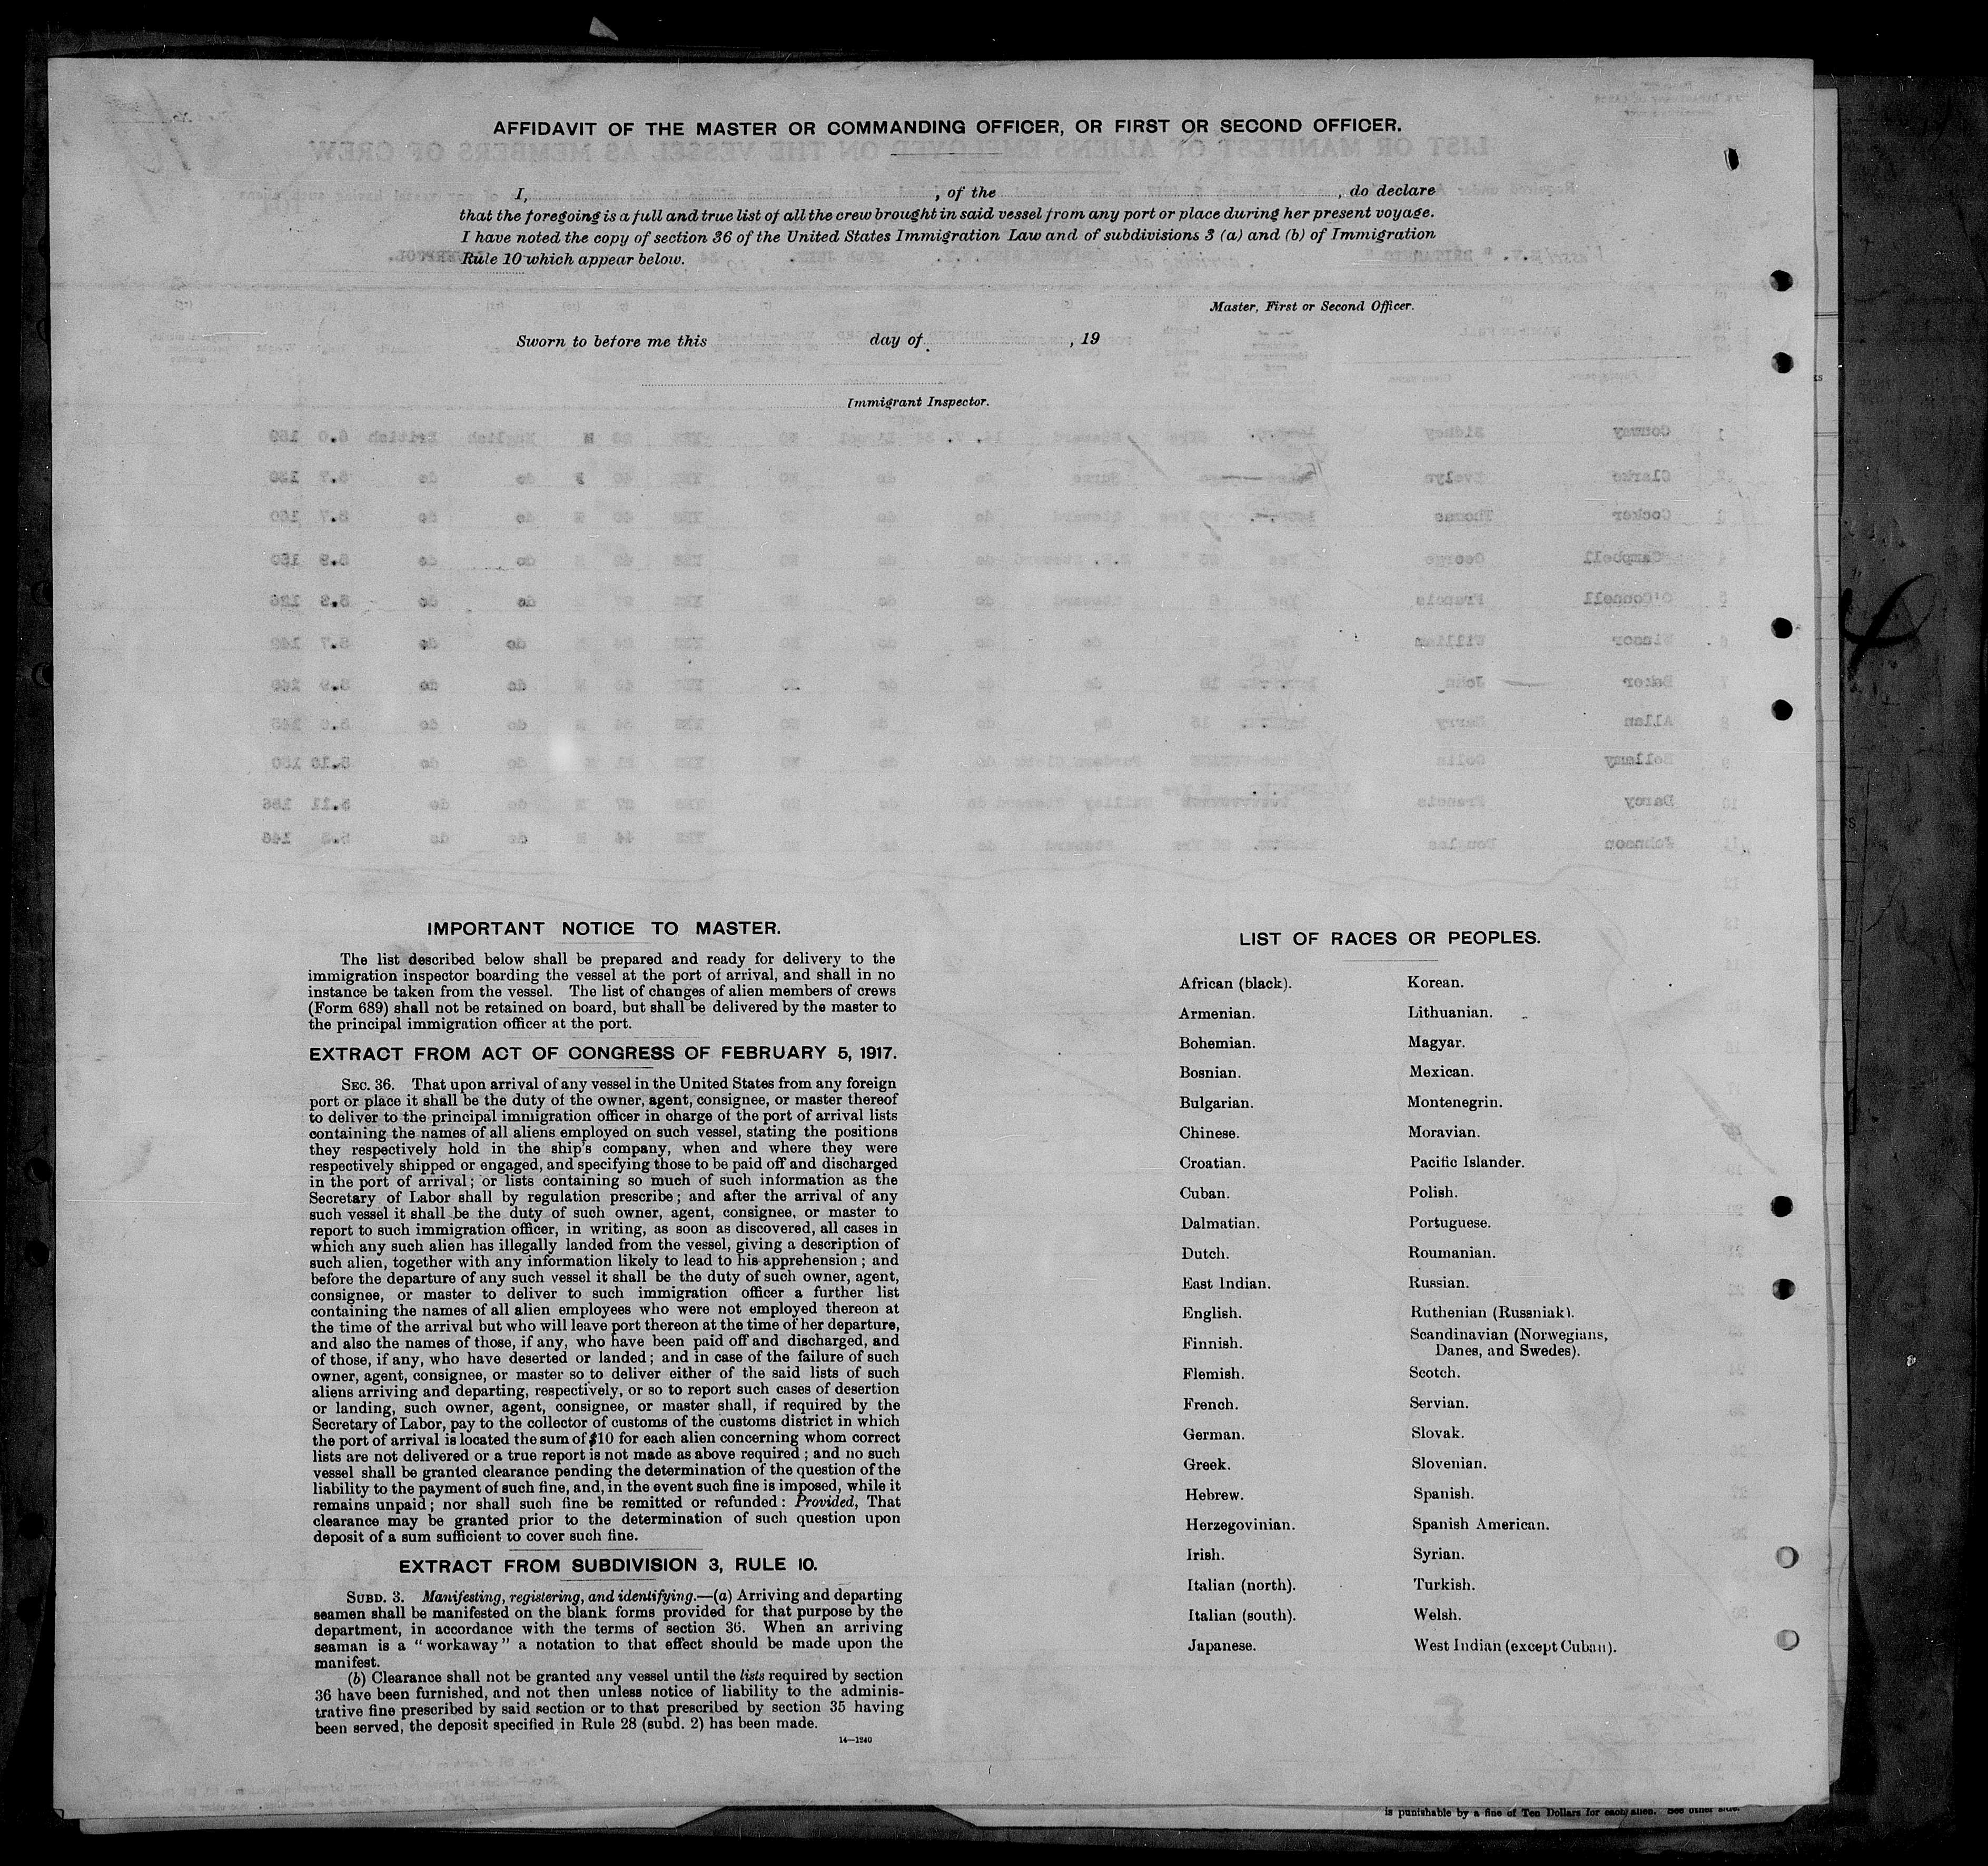 AFFIDAVIT OF THE MASTER OR COMMANDING OFFICER, OR FIRST OR SECOND OFFICER.
I, , of the , do declare
that the foregoing is a full and true list of all the crew brought in said vessel from any port or place during her present voyage.
I have noted the copy of section 36 of the United States Immigration Law and of subdivisions 3 (a) and (b) of Immigration
Rule 10 which appear below.
Master, First or Second Officer.
Sworn to before me this day of , 19
Immigrant Inspector.
IMPORTANT NOTICE TO MASTER.
The list described below shall be prepared and ready for delivery to the
immigration inspector boarding the vessel at the port of arrival, and shall in no
instance be taken from the vessel. The list of changes of alien members of crews
(Form 689) shall not be retained on board, but shall be delivered by the master to
the principal immigration officer at the port.
EXTRACT FROM ACT OF CONGRESS OF FEBRUARY 5, 1917.
SEC. 36. That upon arrival of any vessel in the United States from any foreign
port or place it shall be the duty of the owner, agent, consignee, or master thereof
to deliver to the principal immigration officer in charge of the port of arrival lists
containing the names of all aliens employed on such vessel, stating the positions
they respectively hold in the ship's company, when and where they were
respectively shipped or engaged, and specifying those to be paid off and discharged
in the port of arrival; or lists containing so much of such information as the
Secretary of Labor shall by regulation prescribe; and after the arrival of any
such vessel it shall be the duty of such owner, agent, consignee, or master to
report to such immigration officer, in writing, as soon as discovered, all cases in
which any such alien has illegally landed from the vessel, giving a description of
such alien, together with any information likely to lead to his apprehension; and
before the departure of any such vessel it shall be the duty of such owner, agent,
consignee, or master to deliver to such immigration officer a further list
containing the names of all alien employees who were not employed thereon at
the time of the arrival but who will leave port thereon at the time of her departure,
and also the names of those, if any, who have been paid off and discharged, and
of those, if any, who have deserted or landed; and in case of the failure of such
owner, agent, consignee, or master so to deliver either of the said lists of such
aliens arriving and departing, respectively, or so to report such cases of desertion
or landing, such owner, agent, consignee, or master shall, if required by the
Secretary of Labor, pay to the collector of customs of the customs district in which
the port of arrival is located the sum of $10 for each alien concerning whom correct
lists are not delivered or a true report is not made as above required; and no such
vessel shall be granted clearance pending the determination of the question of the
liability to the payment of such fine, and, in the event such fine is imposed, while it
remains unpaid; nor shall such fine be remitted or refunded: Provided, That
clearance may be granted prior to the determination of such question upon
deposit of a sum sufficient to cover such fine.
EXTRACT FROM SUBDIVISION 3, RULE 10.
SUBD. 3. Manifesting, registering, and identifying.—(a) Arriving and departing
seamen shall be manifested on the blank forms provided for that purpose by the
department, in accordance with the terms of section 36. When an arriving
seaman is a "workaway" a notation to that effect should be made upon the
manifest.
(b) Clearance shall not be granted any vessel until the lists required by section
36 have been furnished, and not then unless notice of liability to the adminis-
trative fine prescribed by said section or to that prescribed by section 35 having
been served, the deposit specified in Rule 28 (subd. 2) has been made.
14—1240
LIST OF RACES OR PEOPLES.
African (black).
Armenian.
Bohemian.
Bosnian.
Bulgarian.
Chinese.
Croatian.
Cuban.
Dalmatian.
Dutch.
East Indian.
English.
Finnish.
Flemish.
French.
German.
Greek.
Hebrew.
Herzegovinian.
Irish.
Italian (north).
Italian (south).
Japanese.
Korean.
Lithuanian.
Magyar.
Mexican.
Montenegrin.
Moravian.
Pacific Islander.
Polish.
Portuguese.
Roumanian.
Russian.
Ruthenian (Russniak).
Scandinavian (Norwegians,
Danes, and Swedes).
Scotch.
Servian.
Slovak.
Slovenian.
Spanish.
Spanish American.
Syrian.
Turkish.
Welsh.
West Indian (except Cuban).
is punishable by a fine of Ten Dollars for each alien. See other side.